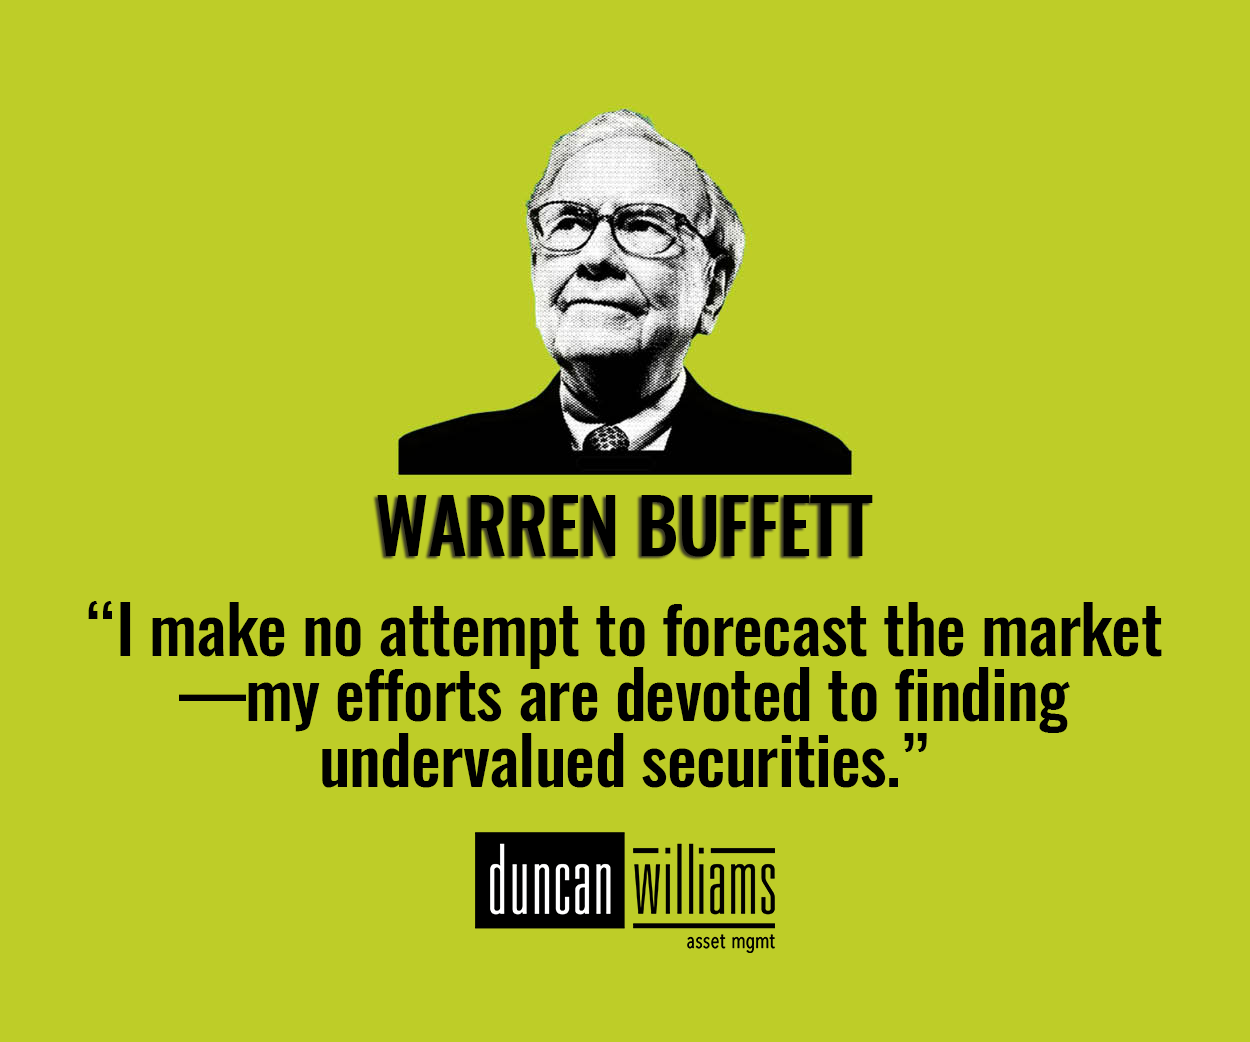 WARREN BUFFETT
“I make no attempt to forecast the market
—my efforts are devoted to finding
undervalued securities.”
duncan williams
asset mgmt